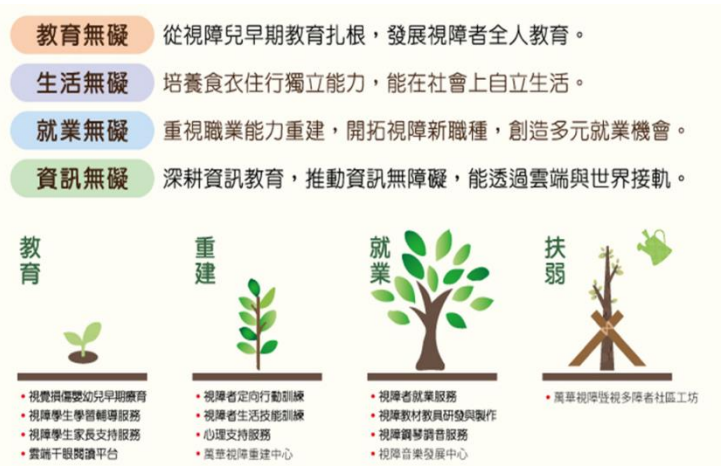 教育無礙 從視障兒早期教育扎根，發展視障者全人教育。
生活無礙 培養食衣住行獨立能力，能在社會上自立生活。
就業無礙 重視職業能力重建，開拓視障新職種，創造多元就業機會。
資訊無礙 深耕資訊教育，推動資訊無障礙，能透過雲端與世界接軌。
教育
• 視覺損傷嬰幼兒早期療育
• 視障學生學習輔導服務
• 視障學生家長支持服務
• 雲端千眼閱讀平台
重建
• 視障者定向行動訓練
• 視障者生活技能訓練
• 心理支持服務
• 萬華視障重建中心
就業
• 視障者就業服務
• 視障教材教具研發與製作
• 視障鋼琴調音服務
• 視障音樂發展中心
扶弱
• 萬華視障暨視多障者社區工坊